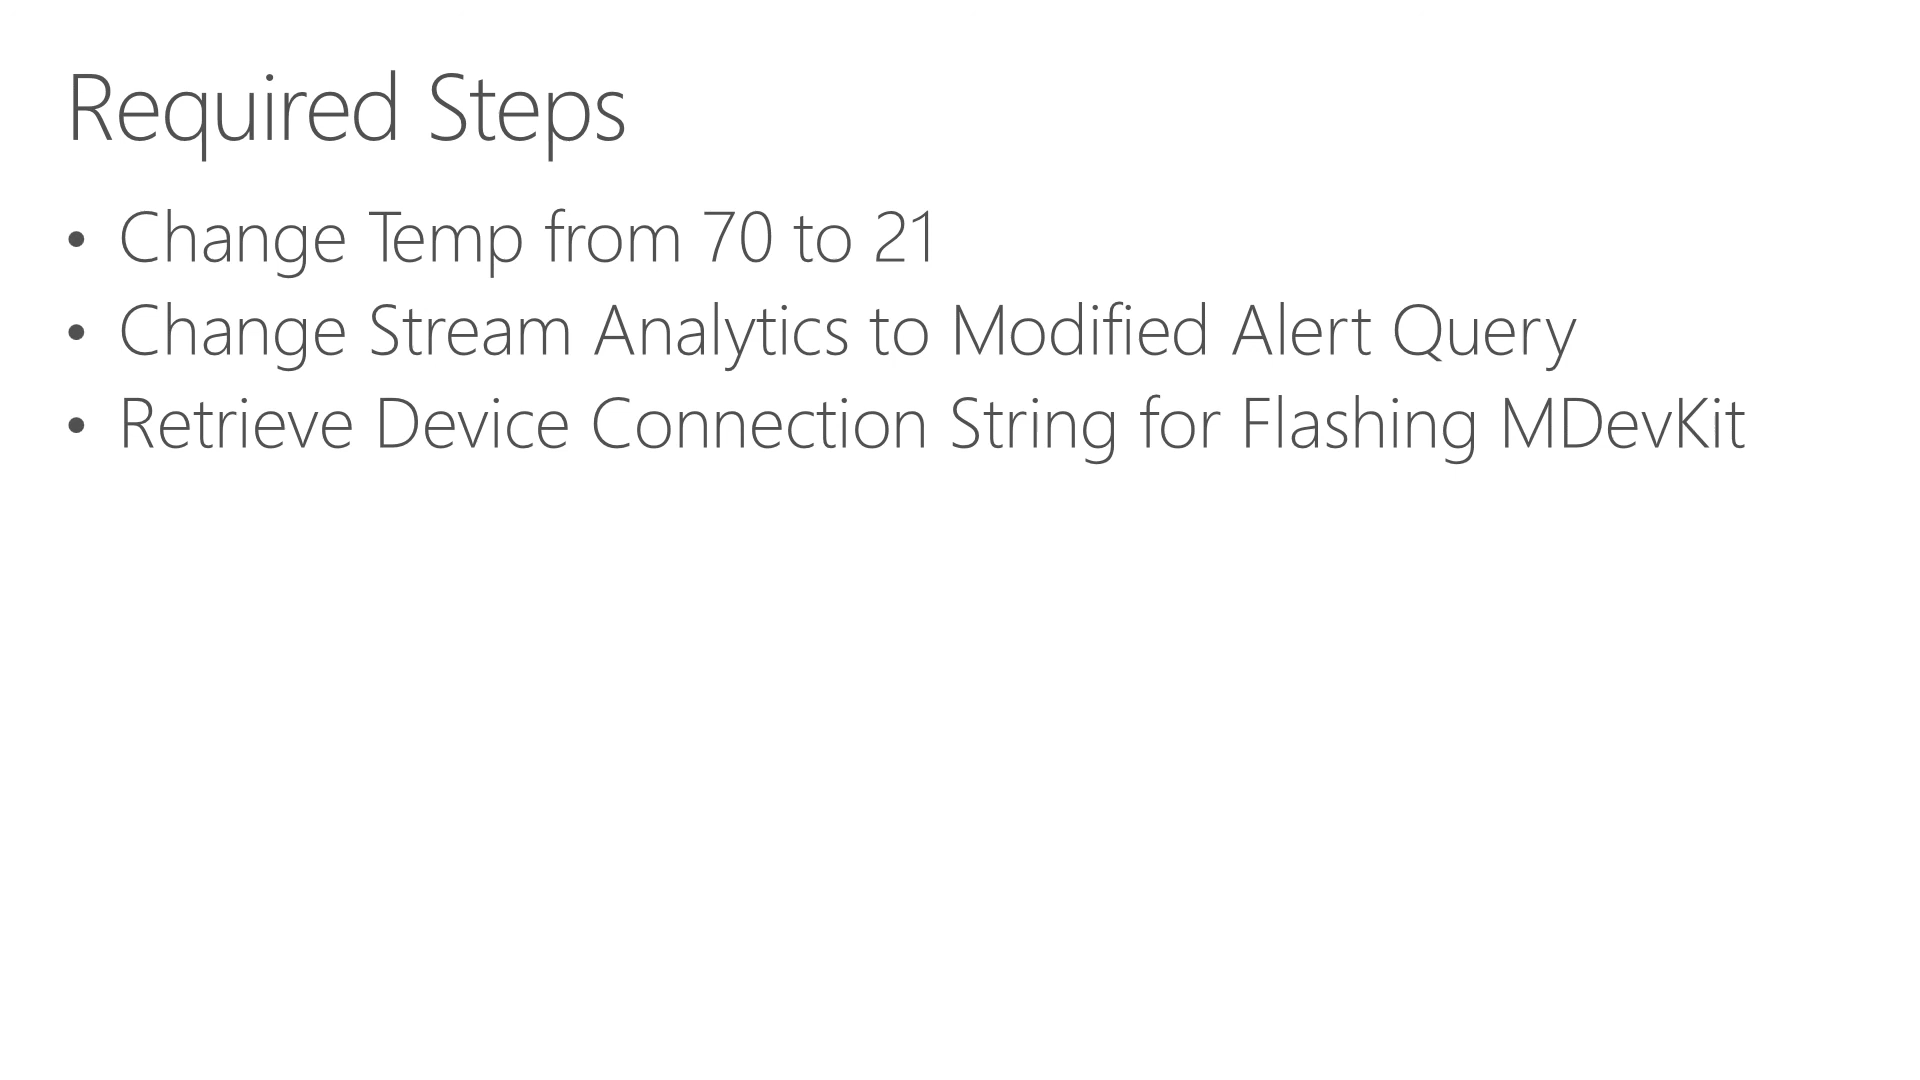 Required Steps
• Change Temp from 70 to 21
• Change Stream Analytics to Modified Alert Query
• Retrieve Device Connection String for Flashing MDevKit